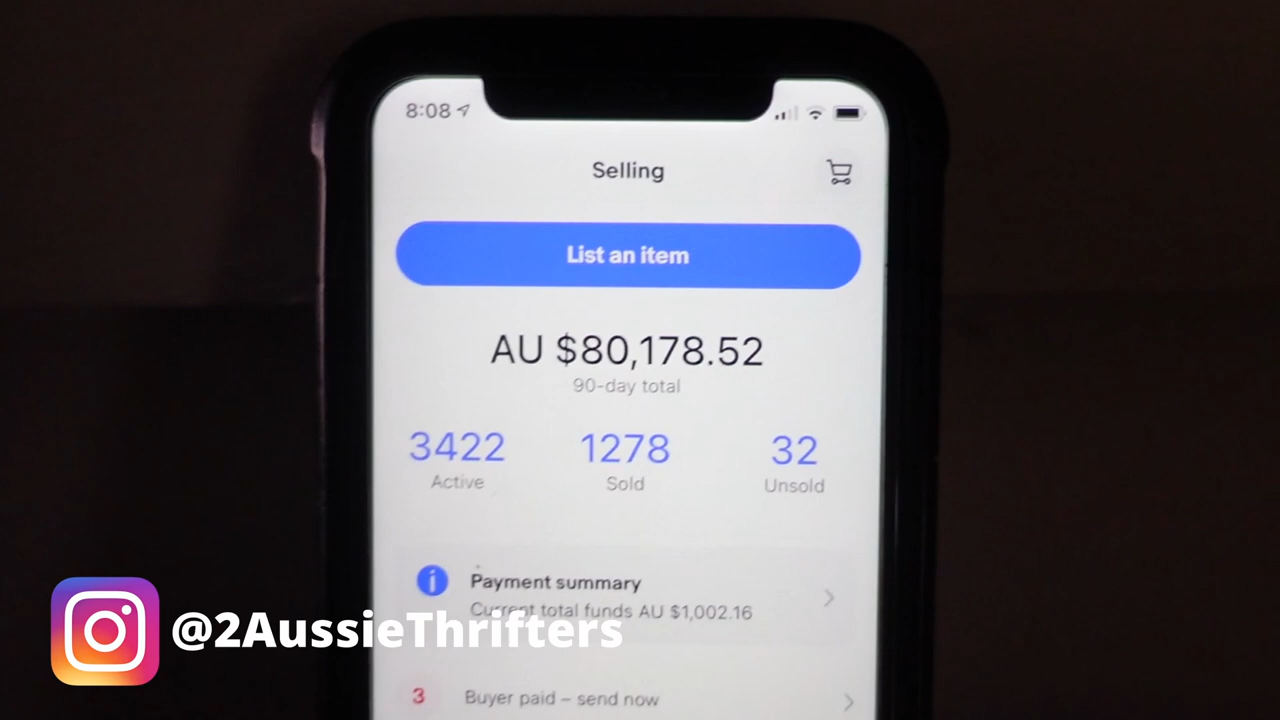 8:08
Selling
List an item
AU $80,178.52
90-day total
3422
1278
32
Active
Sold
Unsold
Payment summary
Current total funds AU $1,002.16
@2AussieThrifters
3
Buyer paid – send now